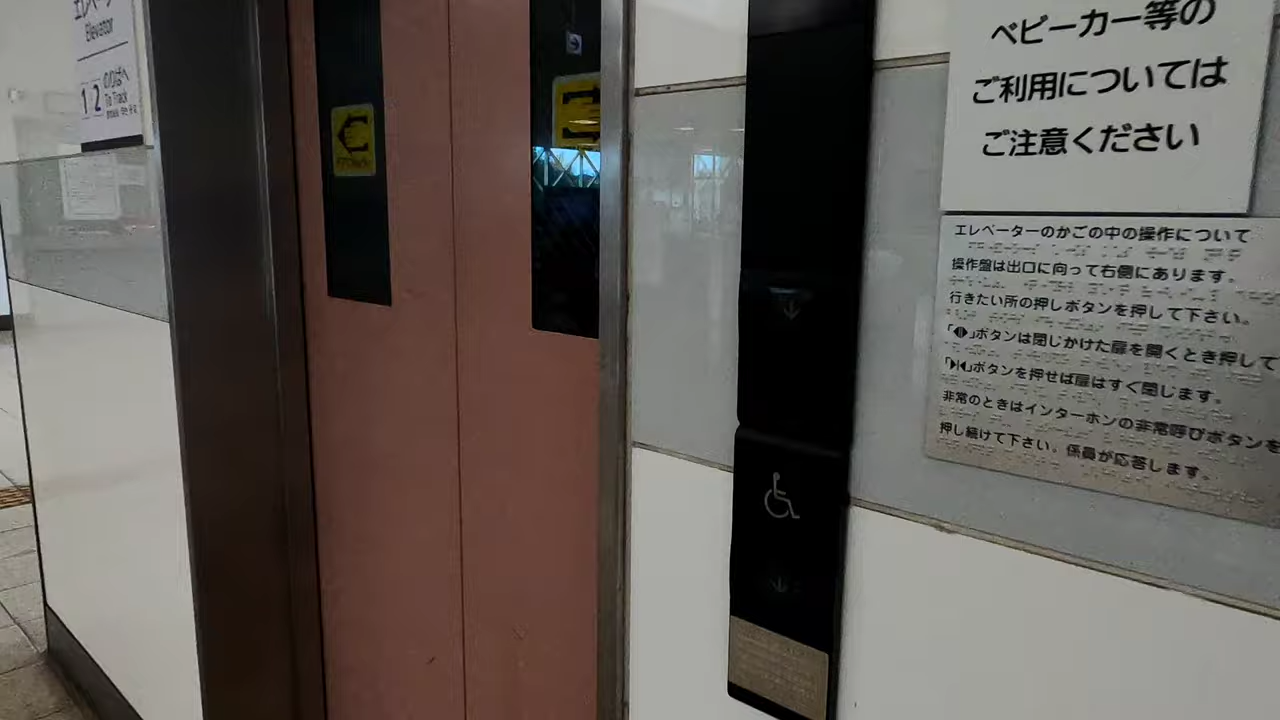 エレベーター
Elevator
1 2 のりばへ
To Track
ベビーカー等の
ご利用については
ご注意ください
エレベーターのかごの中の操作について
操作盤は出口に向って右側にあります。
行きたい所の押しボタンを押して下さい。
「◀▶」ボタンは閉じかけた扉を開くとき押して
「▶◀」ボタンを押せば扉はすぐ閉じます。
非常のときはインターホンの非常呼びボタンを
押し続けて下さい。係員が応答します。